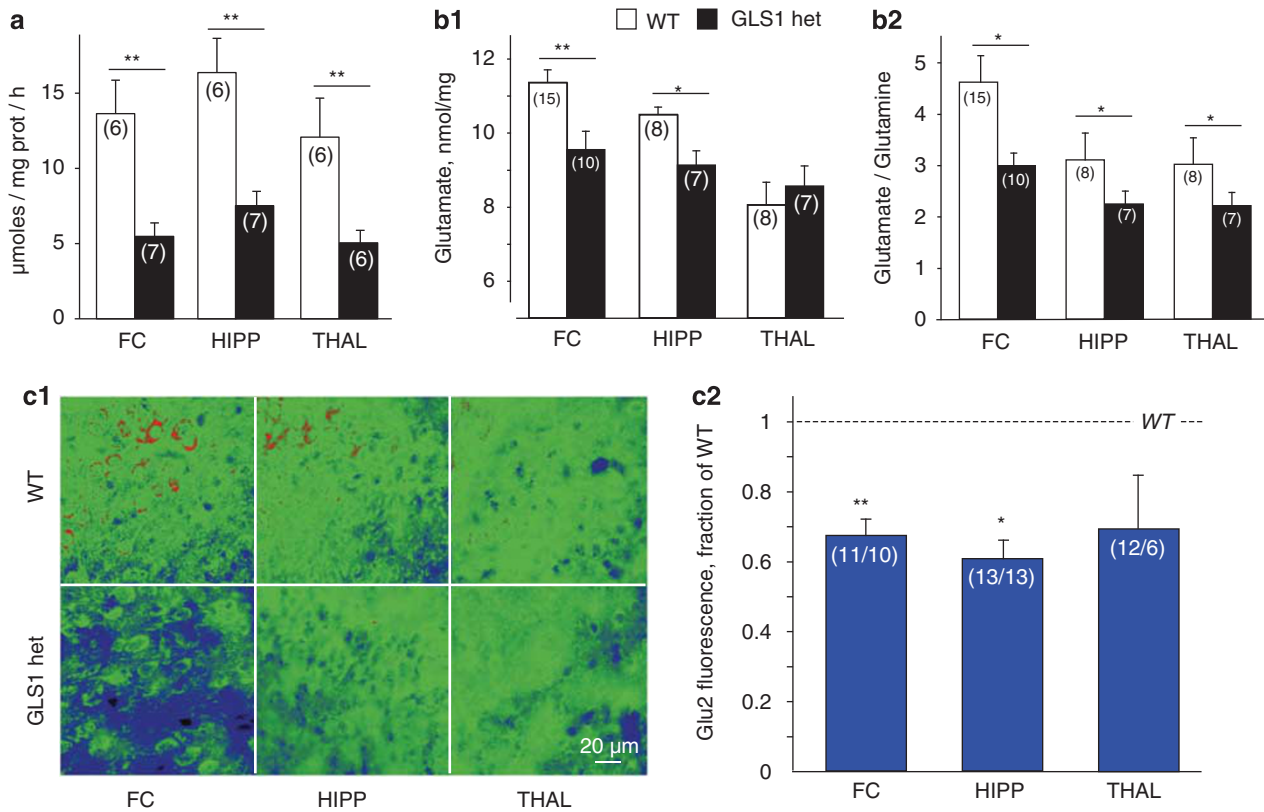 a
µmoles / mg prot / h
15
10
5
0
**
**
**
(6)
(7)
(6)
(7)
(6)
(6)
FC
HIPP
THAL
b1
WT
GLS1 het
Glutamate, nmol/mg
12
10
8
6
**
*
(15)
(10)
(8)
(7)
(8)
(7)
FC
HIPP
THAL
b2
Glutamate / Glutamine
5
4
3
2
1
0
*
*
*
(15)
(10)
(8)
(7)
(8)
(7)
FC
HIPP
THAL
c1
WT
GLS1 het
20 µm
FC
HIPP
THAL
c2
Glu2 fluorescence, fraction of WT
1
0.8
0.6
0.4
0.2
0
WT
**
*
(11/10)
(13/13)
(12/6)
FC
HIPP
THAL